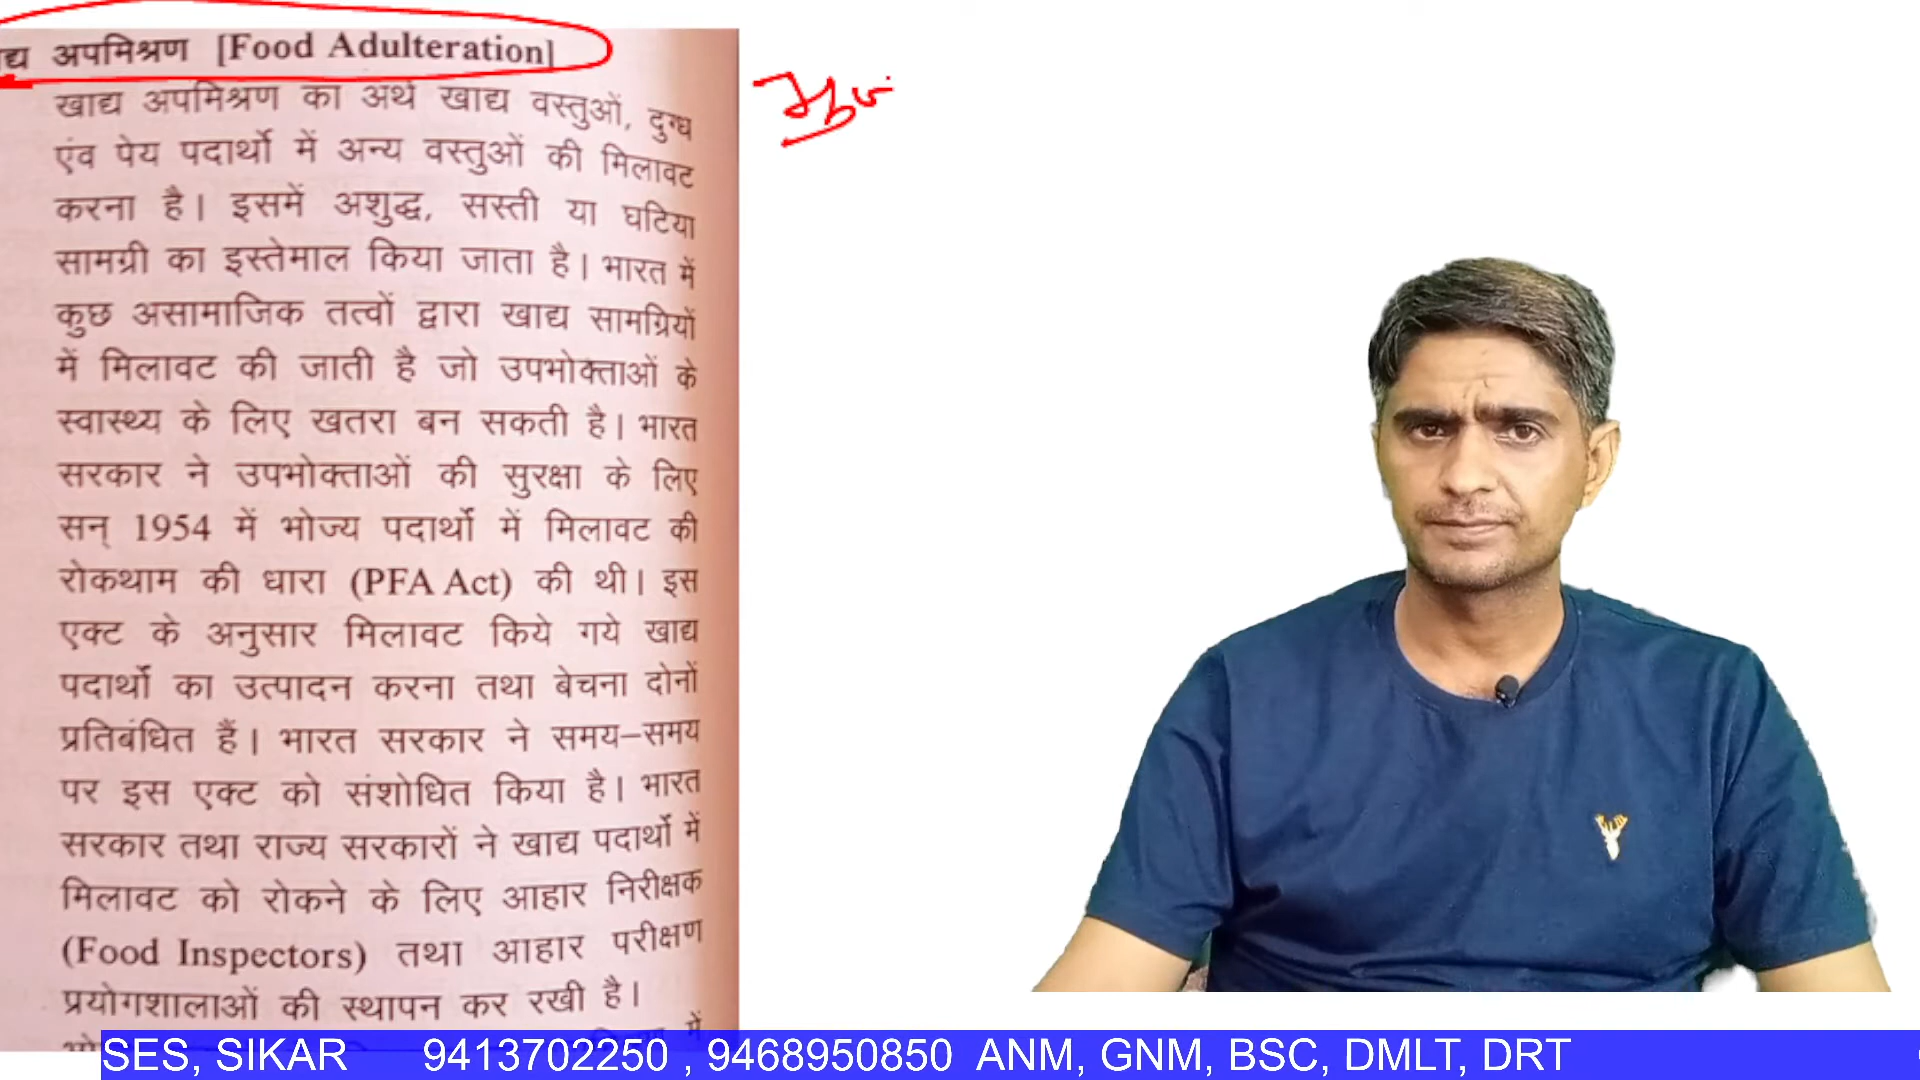 द्य अपमिश्रण [Food Adulteration]
खाद्य अपमिश्रण का अर्थ खाद्य वस्तुओं, दुग्ध
एंव पेय पदार्थो में अन्य वस्तुओं की मिलावट
करना है। इसमें अशुद्ध, सस्ती या घटिया
सामग्री का इस्तेमाल किया जाता है। भारत में
कुछ असामाजिक तत्वों द्वारा खाद्य सामग्रियों
में मिलावट की जाती है जो उपभोक्ताओं के
स्वास्थ्य के लिए खतरा बन सकती है। भारत
सरकार ने उपभोक्ताओं की सुरक्षा के लिए
सन् 1954 में भोज्य पदार्थो में मिलावट की
रोकथाम की धारा (PFA Act) की थी। इस
एक्ट के अनुसार मिलावट किये गये खाद्य
पदार्थो का उत्पादन करना तथा बेचना दोनों
प्रतिबंधित हैं। भारत सरकार ने समय–समय
पर इस एक्ट को संशोधित किया है। भारत
सरकार तथा राज्य सरकारों ने खाद्य पदार्थो में
मिलावट को रोकने के लिए आहार निरीक्षक
(Food Inspectors) तथा आहार परीक्षण
प्रयोगशालाओं की स्थापन कर रखी है।
में
SES, SIKAR 9413702250 , 9468950850 ANM, GNM, BSC, DMLT, DRT